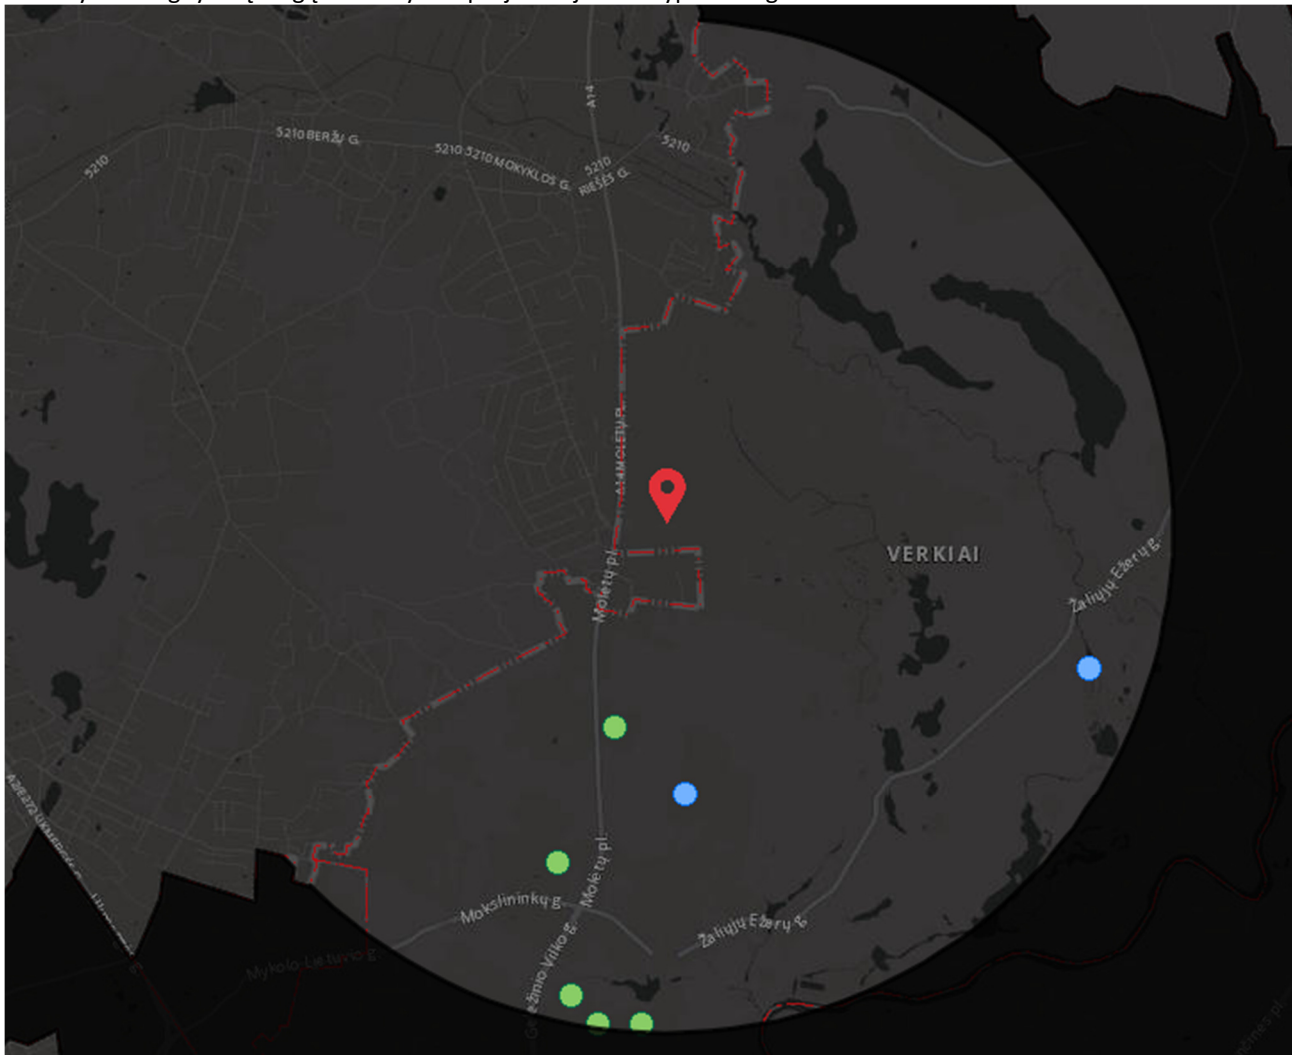 A14
5210 BERŽŲ G.
5210
5210 MOKYKLOS G.
5210
5210
RIEŠĖS G.
5210
A14 MOLĖTŲ PL.
VERKIAI
Molėtų pl.
Žaliųjų Ežerų g.
Molėtų pl.
Mokslininkų g.
Žaliųjų Ežerų g.
Mykolo Lietuvio g.